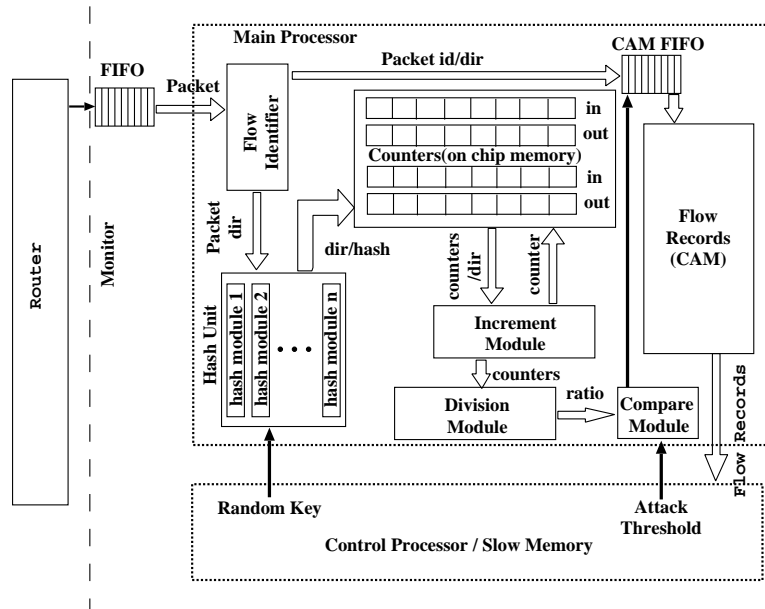 Main Processor
CAM FIFO
FIFO
Packet id/dir
Packet
Flow
Identifier
in
out
Counters(on chip memory)
in
out
Router
Monitor
Packet
dir
dir/hash
counters
/dir
counter
Flow
Records
(CAM)
Hash Unit
hash module 1
hash module 2
hash module n
Increment
Module
counters
Division
Module
ratio
Compare
Module
Flow Records
Random Key
Attack
Threshold
Control Processor / Slow Memory